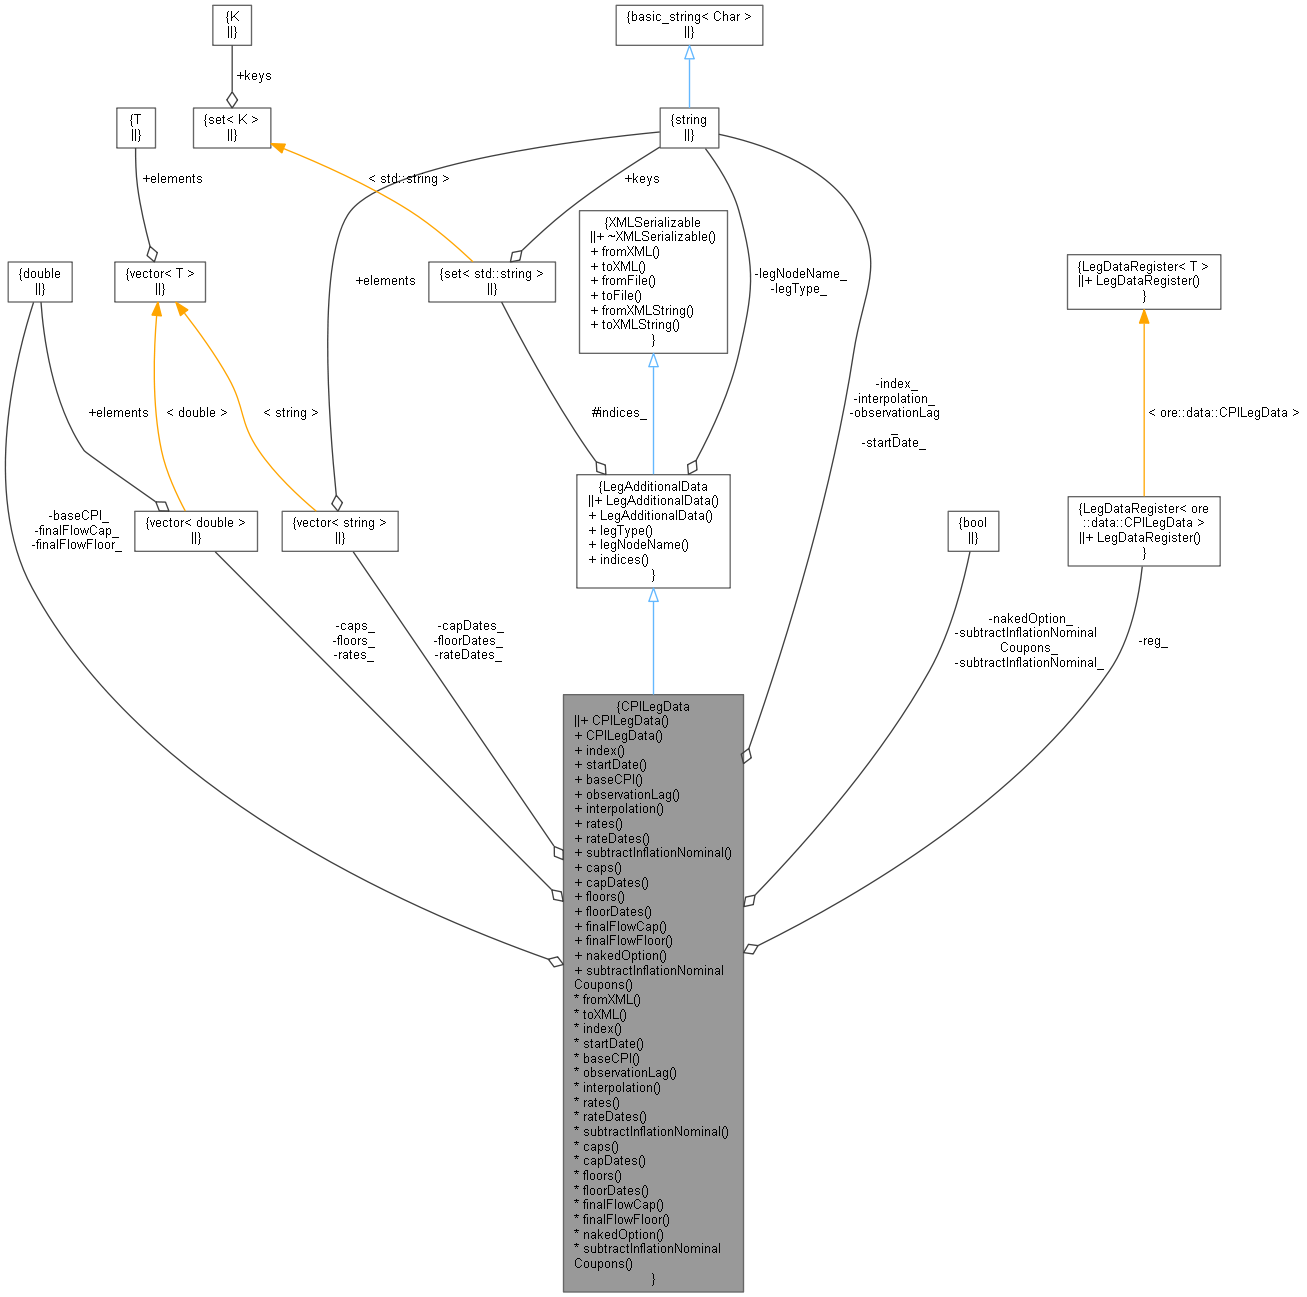 {K
||}
{basic_string< Char >
||}
+keys
{T
||}
{set< K >
||}
{string
||}
+elements
< std::string >
+keys
{XMLSerializable
||+ ~XMLSerializable()
+ fromXML()
+ toXML()
+ fromFile()
+ toFile()
+ fromXMLString()
+ toXMLString()
}
{double
||}
{vector< T >
||}
+elements
{set< std::string >
||}
-legNodeName_
-legType_
{LegDataRegister< T >
||+ LegDataRegister()
}
+elements
< double >
< string >
#indices_
-index_
-interpolation_
-observationLag
_
-startDate_
< ore::data::CPILegData >
-baseCPI_
-finalFlowCap_
-finalFlowFloor_
{vector< double >
||}
{vector< string >
||}
{LegAdditionalData
||+ LegAdditionalData()
+ LegAdditionalData()
+ legType()
+ legNodeName()
+ indices()
}
{bool
||}
{LegDataRegister< ore
::data::CPILegData >
||+ LegDataRegister()
}
-caps_
-floors_
-rates_
-capDates_
-floorDates_
-rateDates_
-nakedOption_
-subtractInflationNominal
Coupons_
-subtractInflationNominal_
-reg_
{CPILegData
||+ CPILegData()
+ CPILegData()
+ index()
+ startDate()
+ baseCPI()
+ observationLag()
+ interpolation()
+ rates()
+ rateDates()
+ subtractInflationNominal()
+ caps()
+ capDates()
+ floors()
+ floorDates()
+ finalFlowCap()
+ finalFlowFloor()
+ nakedOption()
+ subtractInflationNominal
Coupons()
* fromXML()
* toXML()
* index()
* startDate()
* baseCPI()
* observationLag()
* interpolation()
* rates()
* rateDates()
* subtractInflationNominal()
* caps()
* capDates()
* floors()
* floorDates()
* finalFlowCap()
* finalFlowFloor()
* nakedOption()
* subtractInflationNominal
Coupons()
}